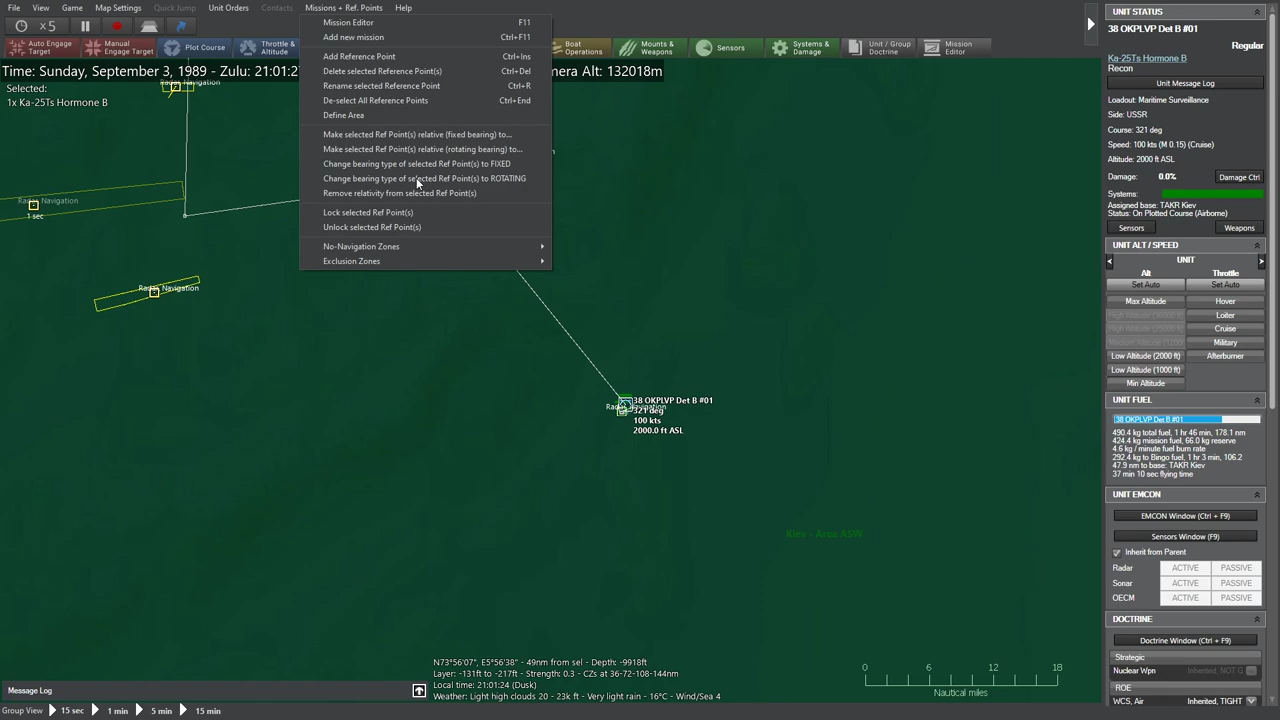 File View Game Map Settings Quick Jump Unit Orders Contacts Missions + Ref. Points Help
× 5
Auto Engage Target
Manual Engage Target
Plot Course
Throttle & Altitude
Boat Operations
Mounts & Weapons
Sensors
Systems & Damage
Unit / Group Doctrine
Mission Editor
Time: Sunday, September 3, 1989 - Zulu: 21:01:2
mera Alt: 132018m
Selected:
1x Ka-25Ts Hormone B
Mission Editor F11
Add new mission Ctrl+F11
Add Reference Point Ctrl+Ins
Delete selected Reference Point(s) Ctrl+Del
Rename selected Reference Point Ctrl+R
De-select All Reference Points Ctrl+End
Define Area
Make selected Ref Point(s) relative (fixed bearing) to...
Make selected Ref Point(s) relative (rotating bearing) to...
Change bearing type of selected Ref Point(s) to FIXED
Change bearing type of selected Ref Point(s) to ROTATING
Remove relativity from selected Ref Point(s)
Lock selected Ref Point(s)
Unlock selected Ref Point(s)
No-Navigation Zones
Exclusion Zones
Radar Navigation
Radar Navigation
1 sec
Radar Navigation
38 OKPLVP Det B #01
Radar Navigation
321 deg
100 kts
2000.0 ft ASL
Kiev - Area ASW
N73°56'07", E5°56'38" - 49nm from sel - Depth: -9918ft
Layer: -131ft to -217ft - Strength: 0.3 - CZs at 36-72-108-144nm
Local time: 21:01:24 (Dusk)
Weather: Light high clouds 20 - 23k ft - Very light rain - 16°C - Wind/Sea 4
0 6 12 18
Nautical miles
Message Log
Group View 15 sec 1 min 5 min 15 min
UNIT STATUS
38 OKPLVP Det B #01
Regular
Ka-25Ts Hormone B
Recon
Unit Message Log
Loadout: Maritime Surveillance
Side: USSR
Course: 321 deg
Speed: 100 kts (M 0.15) (Cruise)
Altitude: 2000 ft ASL
Damage: 0.0% Damage Ctrl
Systems:
Assigned base: TAKR Kiev
Status: On Plotted Course (Airborne)
Sensors Weapons
UNIT ALT / SPEED
UNIT
Alt Throttle
Set Auto Set Auto
Max Altitude Hover
Loiter
Cruise
Military
Low Altitude (2000 ft) Afterburner
Low Altitude (1000 ft)
Min Altitude
UNIT FUEL
38 OKPLVP Det B #01
490.4 kg total fuel, 1 hr 46 min, 178.1 nm
424.4 kg mission fuel, 66.0 kg reserve
4.6 kg / minute fuel burn rate
292.4 kg to Bingo fuel, 1 hr 3 min, 106.2
47.9 nm to base: TAKR Kiev
37 min 10 sec flying time
UNIT EMCON
EMCON Window (Ctrl + F9)
Sensors Window (F9)
Inherit from Parent
Radar ACTIVE PASSIVE
Sonar ACTIVE PASSIVE
OECM ACTIVE PASSIVE
DOCTRINE
Doctrine Window (Ctrl + F9)
Strategic
Nuclear Wpn Inherited, NOT G
ROE
WCS, Air Inherited, TIGHT